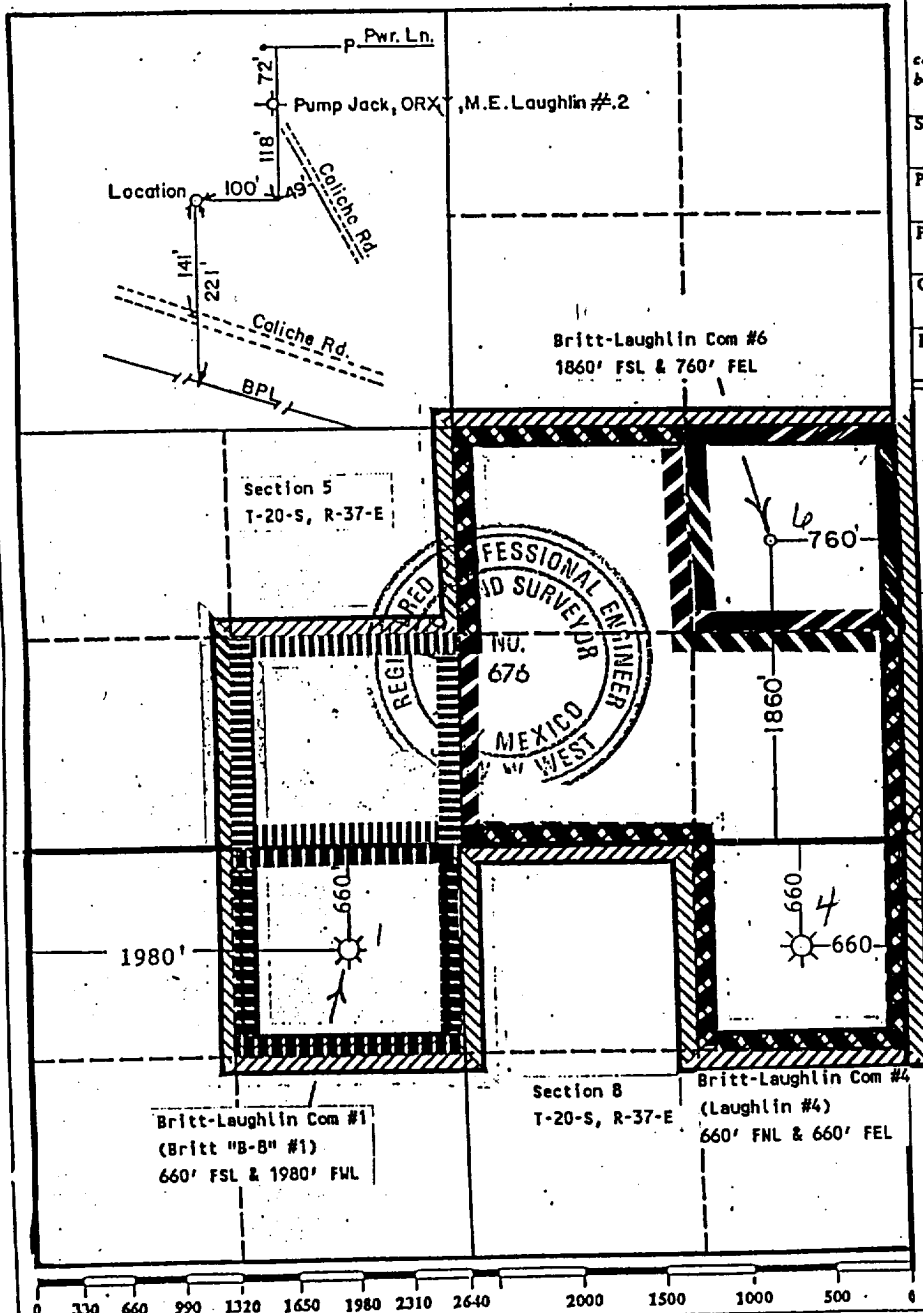 P Pwr. Ln.
72'
Pump Jack, ORXY, M.E. Laughlin #.2
118'
Location
100'
49'
Caliche Rd.
141'
221'
Caliche Rd.
BPL
Britt-Laughlin Com #6
1860' FSL & 760' FEL
Section 5
T-20-S, R-37-E
6
760'
NO.
676
MEXICO
WEST
1860'
660'
1
1980'
660
4
660
Section 8
T-20-S, R-37-E
Britt-Laughlin Com #4
(Laughlin #4)
660' FNL & 660' FEL
Britt-Laughlin Com #1
(Britt "B-8" #1)
660' FSL & 1980' FWL
0 330 660 990 1320 1650 1980 2310 2640 2000 1500 1000 500 0